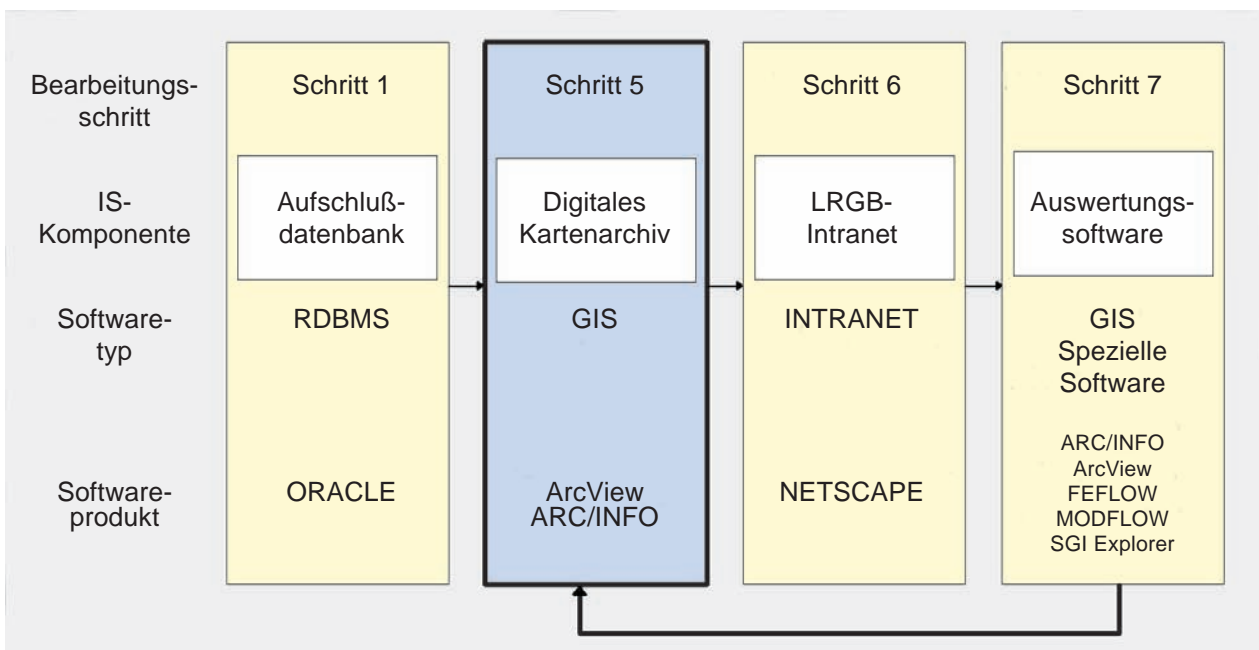 Bearbeitungs-
schritt
Schritt 1
Schritt 5
Schritt 6
Schritt 7
IS-
Komponente
Aufschluß-
datenbank
Digitales
Kartenarchiv
LRGB-
Intranet
Auswertungs-
software
Software-
typ
RDBMS
GIS
INTRANET
GIS
Spezielle
Software
Software-
produkt
ORACLE
ArcView
ARC/INFO
NETSCAPE
ARC/INFO
ArcView
FEFLOW
MODFLOW
SGI Explorer